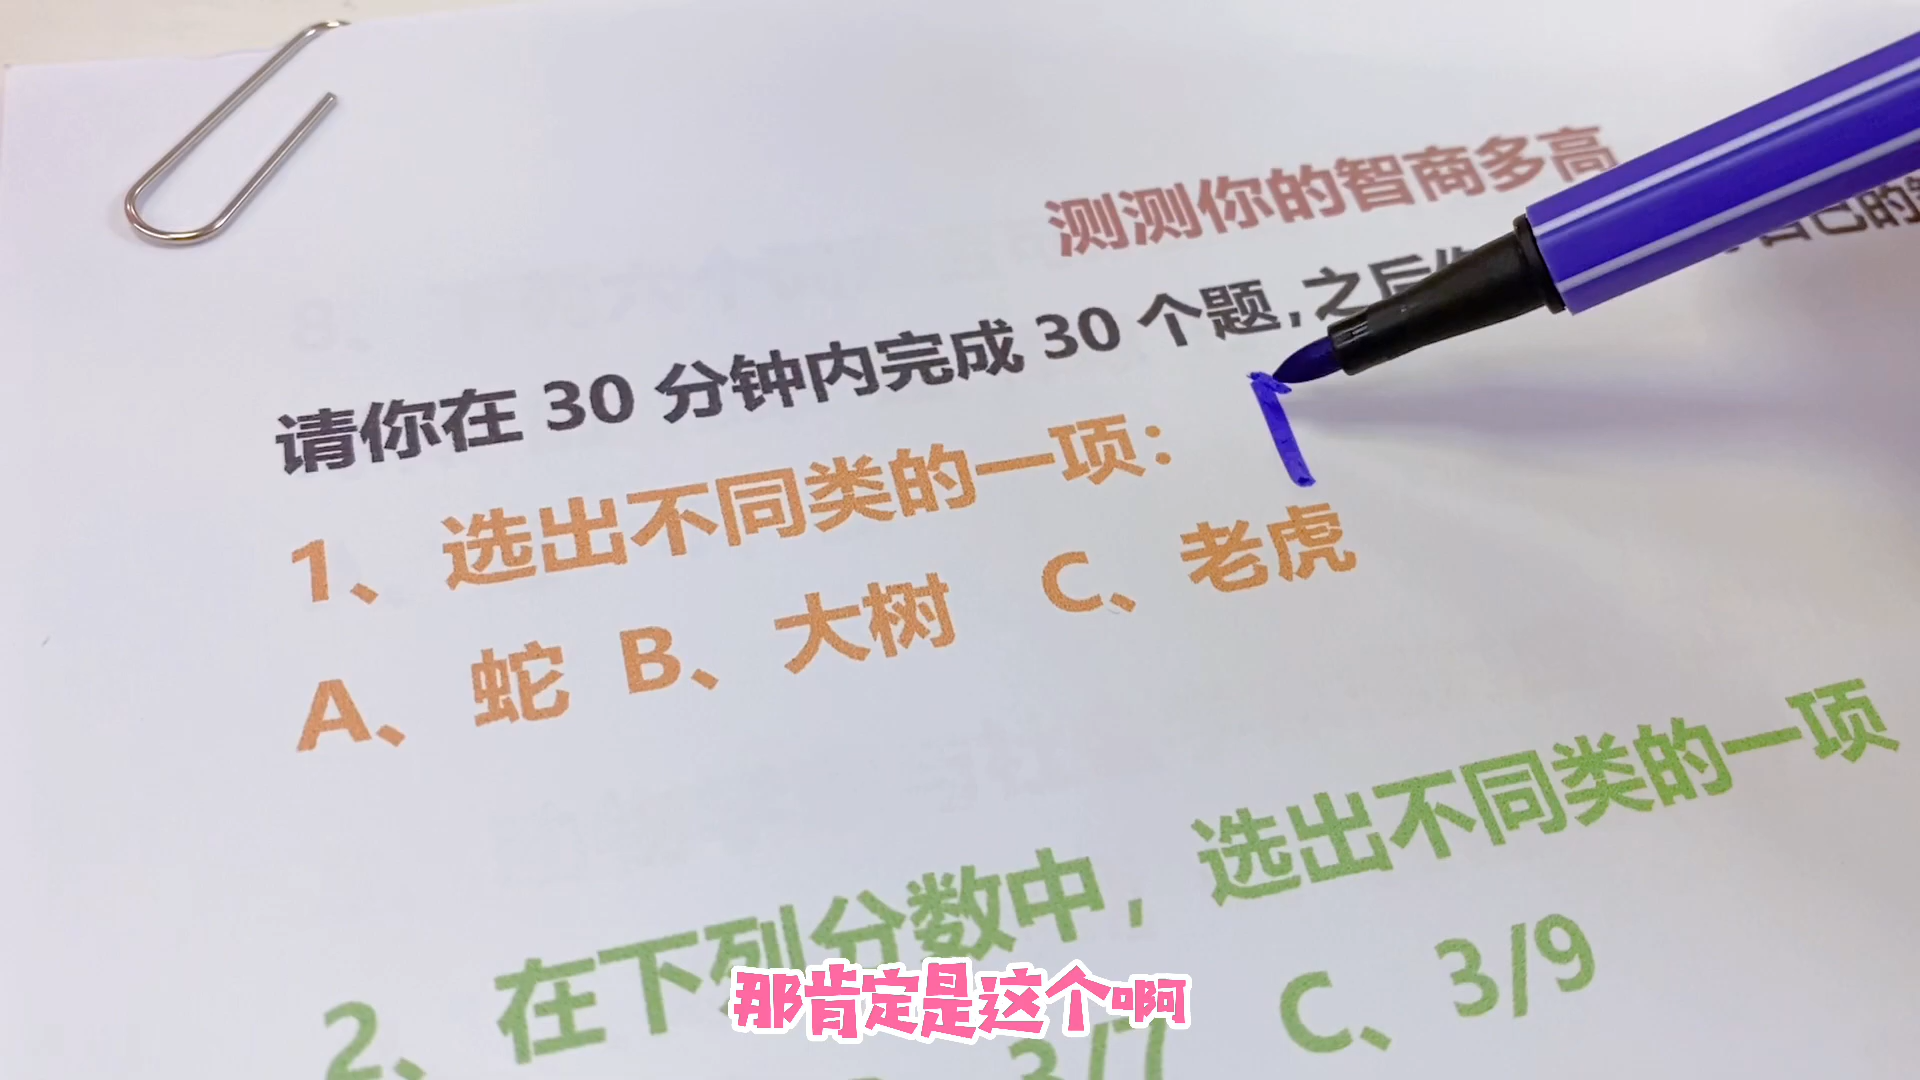 测测你的智商多高
请你在 30 分钟内完成 30 个题，之后
1、 选出不同类的一项：
A、 蛇 B、 大树 C、 老虎
2、 在下列分数中， 选出不同类的一项
3/7 C、 3/9
那肯定是这个啊